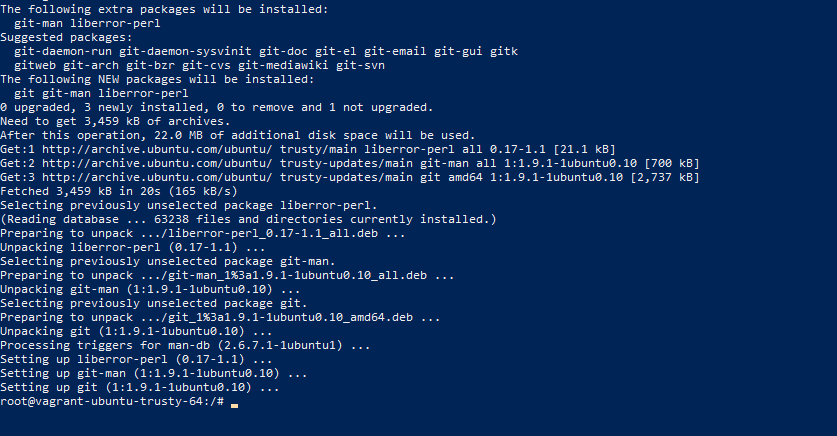 The following extra packages will be installed:
  git-man liberror-perl
Suggested packages:
  git-daemon-run git-daemon-sysvinit git-doc git-el git-email git-gui gitk
  gitweb git-arch git-bzr git-cvs git-mediawiki git-svn
The following NEW packages will be installed:
  git git-man liberror-perl
0 upgraded, 3 newly installed, 0 to remove and 1 not upgraded.
Need to get 3,459 kB of archives.
After this operation, 22.0 MB of additional disk space will be used.
Get:1 http://archive.ubuntu.com/ubuntu/ trusty/main liberror-perl all 0.17-1.1 [21.1 kB]
Get:2 http://archive.ubuntu.com/ubuntu/ trusty-updates/main git-man all 1:1.9.1-1ubuntu0.10 [700 kB]
Get:3 http://archive.ubuntu.com/ubuntu/ trusty-updates/main git amd64 1:1.9.1-1ubuntu0.10 [2,737 kB]
Fetched 3,459 kB in 20s (165 kB/s)
Selecting previously unselected package liberror-perl.
(Reading database ... 63238 files and directories currently installed.)
Preparing to unpack .../liberror-perl_0.17-1.1_all.deb ...
Unpacking liberror-perl (0.17-1.1) ...
Selecting previously unselected package git-man.
Preparing to unpack .../git-man_1%3a1.9.1-1ubuntu0.10_all.deb ...
Unpacking git-man (1:1.9.1-1ubuntu0.10) ...
Selecting previously unselected package git.
Preparing to unpack .../git_1%3a1.9.1-1ubuntu0.10_amd64.deb ...
Unpacking git (1:1.9.1-1ubuntu0.10) ...
Processing triggers for man-db (2.6.7.1-1ubuntu1) ...
Setting up liberror-perl (0.17-1.1) ...
Setting up git-man (1:1.9.1-1ubuntu0.10) ...
Setting up git (1:1.9.1-1ubuntu0.10) ...
root@vagrant-ubuntu-trusty-64:/#